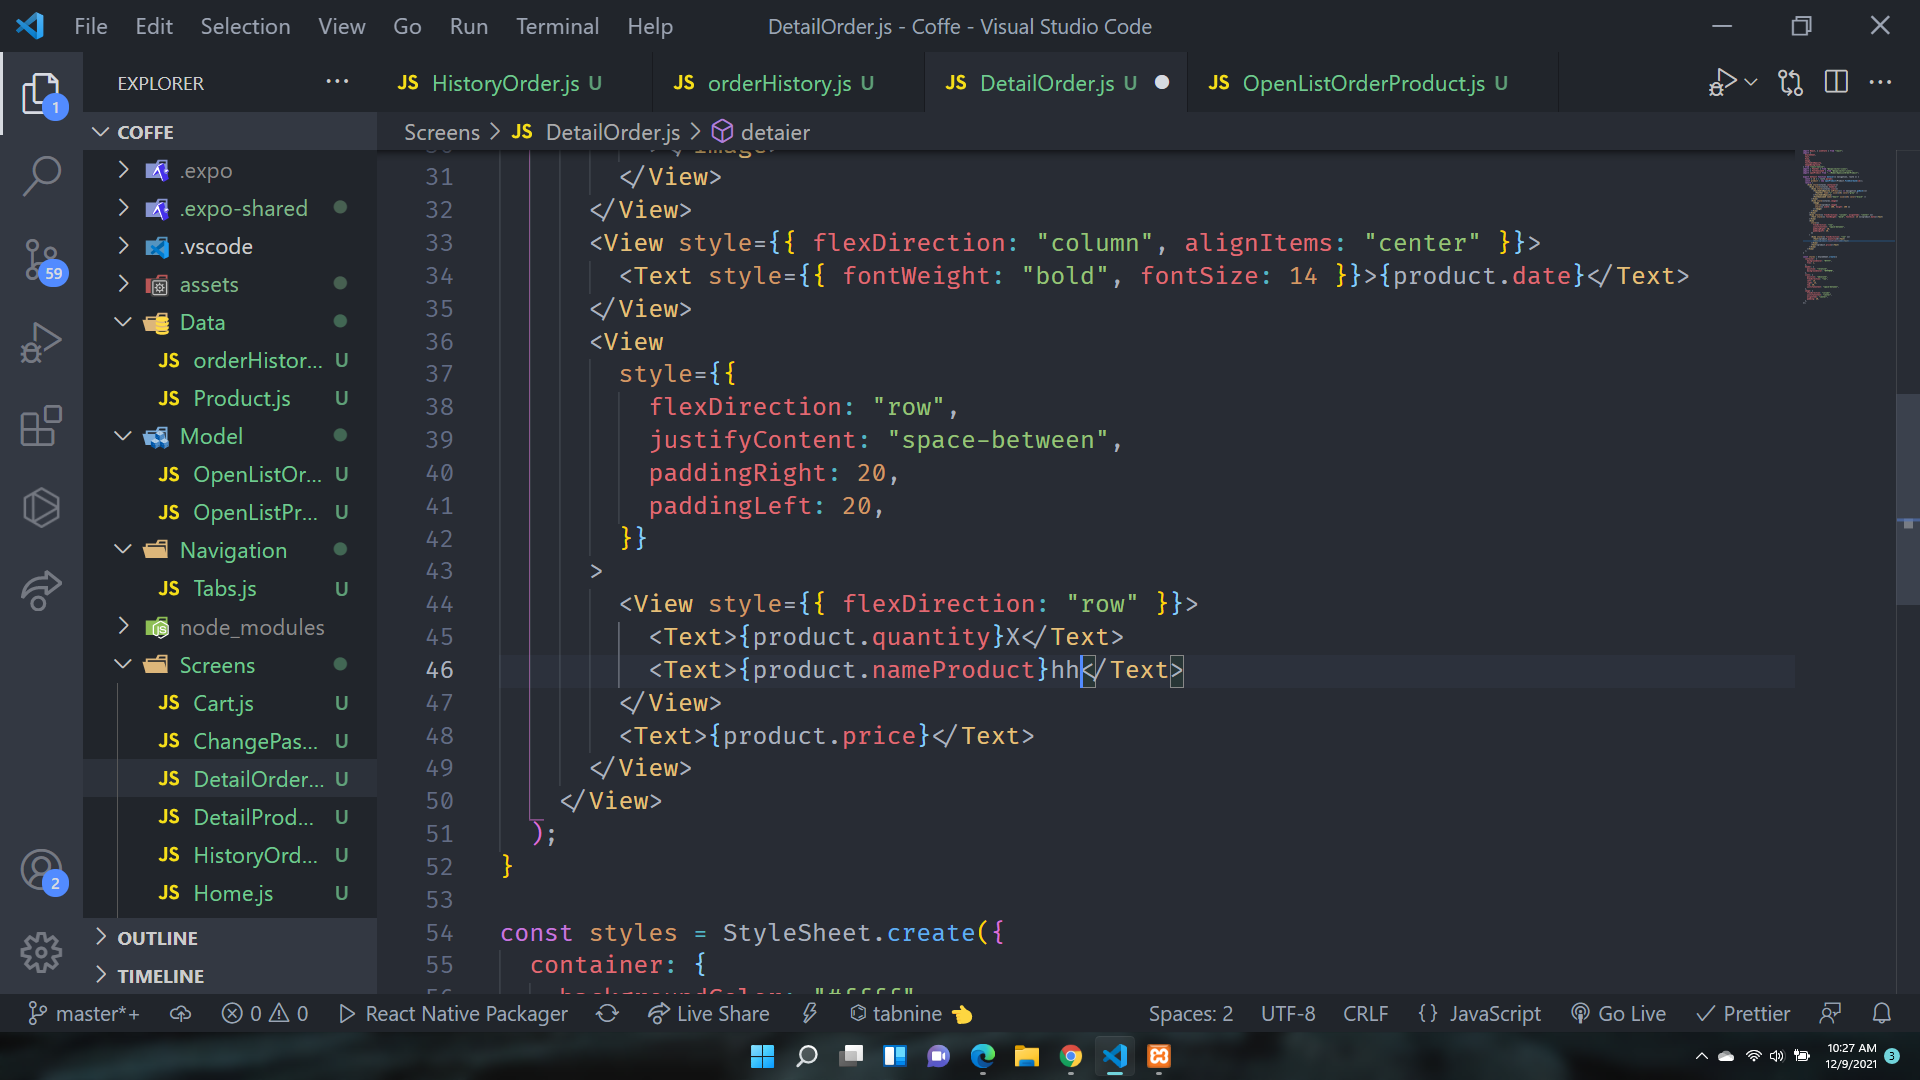 File Edit Selection View Go Run Terminal Help
DetailOrder.js - Coffe - Visual Studio Code
EXPLORER
JS HistoryOrder.js U
JS orderHistory.js U
JS DetailOrder.js U
JS OpenListOrderProduct.js U
COFFE
Screens > JS DetailOrder.js > detaier
.expo
.expo-shared
.vscode
assets
Data
JS orderHistor... U
JS Product.js U
Model
JS OpenListOr... U
JS OpenListPr... U
Navigation
JS Tabs.js U
node_modules
Screens
JS Cart.js U
JS ChangePas... U
JS DetailOrder... U
JS DetailProd... U
JS HistoryOrd... U
JS Home.js U
OUTLINE
TIMELINE
31 </View>
32 </View>
33 <View style={{ flexDirection: "column", alignItems: "center" }}>
34 <Text style={{ fontWeight: "bold", fontSize: 14 }}>{product.date}</Text>
35 </View>
36 <View
37 style={{
38 flexDirection: "row",
39 justifyContent: "space-between",
40 paddingRight: 20,
41 paddingLeft: 20,
42 }}
43 >
44 <View style={{ flexDirection: "row" }}>
45 <Text>{product.quantity}X</Text>
46 <Text>{product.nameProduct}hh</Text>
47 </View>
48 <Text>{product.price}</Text>
49 </View>
50 </View>
51 );
52 }
53
54 const styles = StyleSheet.create({
55 container: {
1
59
2
master*+ 0 0 React Native Packager Live Share tabnine
Spaces: 2 UTF-8 CRLF {} JavaScript Go Live Prettier
10:27 AM
12/9/2021
3